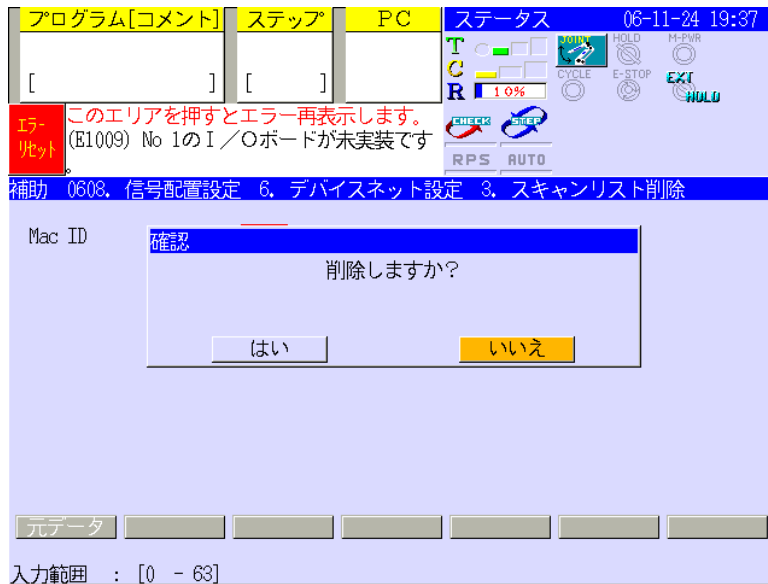 プログラム[コメント] ステップ PC ステータス 06-11-24 19:37
T HOLD M-PWR
JOINT
[ ] [ ] C CYCLE E-STOP EXT
R 10% HOLD
エラーリセット このエリアを押すとエラー再表示します。 CHECK STEP
(E1009) No 1のI/Oボードが未実装です
。 RPS AUTO
補助 0608. 信号配置設定 6. デバイスネット設定 3. スキャンリスト削除
Mac ID
確認
削除しますか?
はい いいえ
元データ
入力範囲 : [0 - 63]